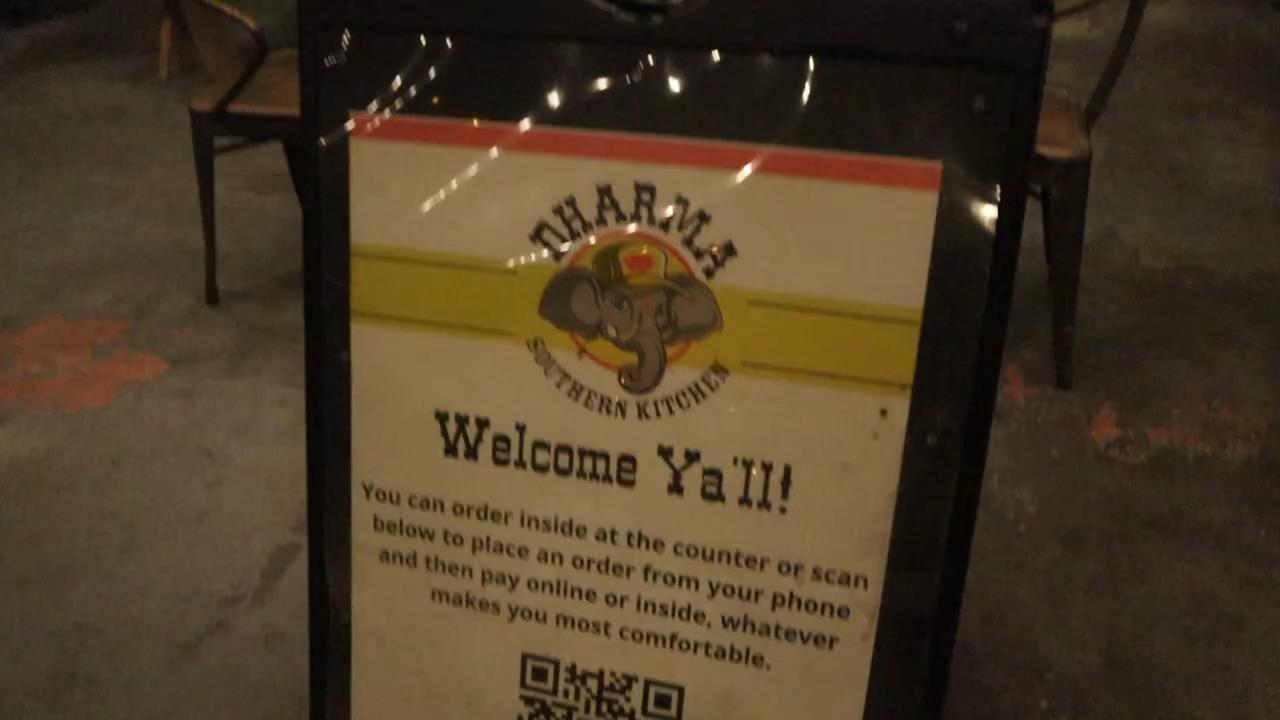 DHARMA
SOUTHERN KITCHEN
Welcome Ya'll!
You can order inside at the counter or scan
below to place an order from your phone
and then pay online or inside, whatever
makes you most comfortable.